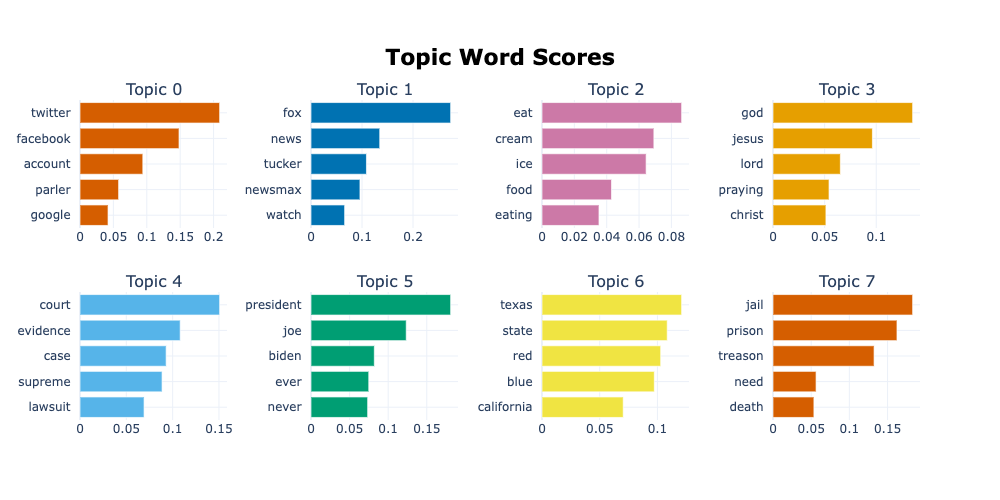 Topic Word Scores
Topic 0
twitter
facebook
account
parler
google
0 0.05 0.1 0.15 0.2
Topic 1
fox
news
tucker
newsmax
watch
0 0.1 0.2
Topic 2
eat
cream
ice
food
eating
0 0.02 0.04 0.06 0.08
Topic 3
god
jesus
lord
praying
christ
0 0.05 0.1
Topic 4
court
evidence
case
supreme
lawsuit
0 0.05 0.1 0.15
Topic 5
president
joe
biden
ever
never
0 0.05 0.1 0.15
Topic 6
texas
state
red
blue
california
0 0.05 0.1
Topic 7
jail
prison
treason
need
death
0 0.05 0.1 0.15